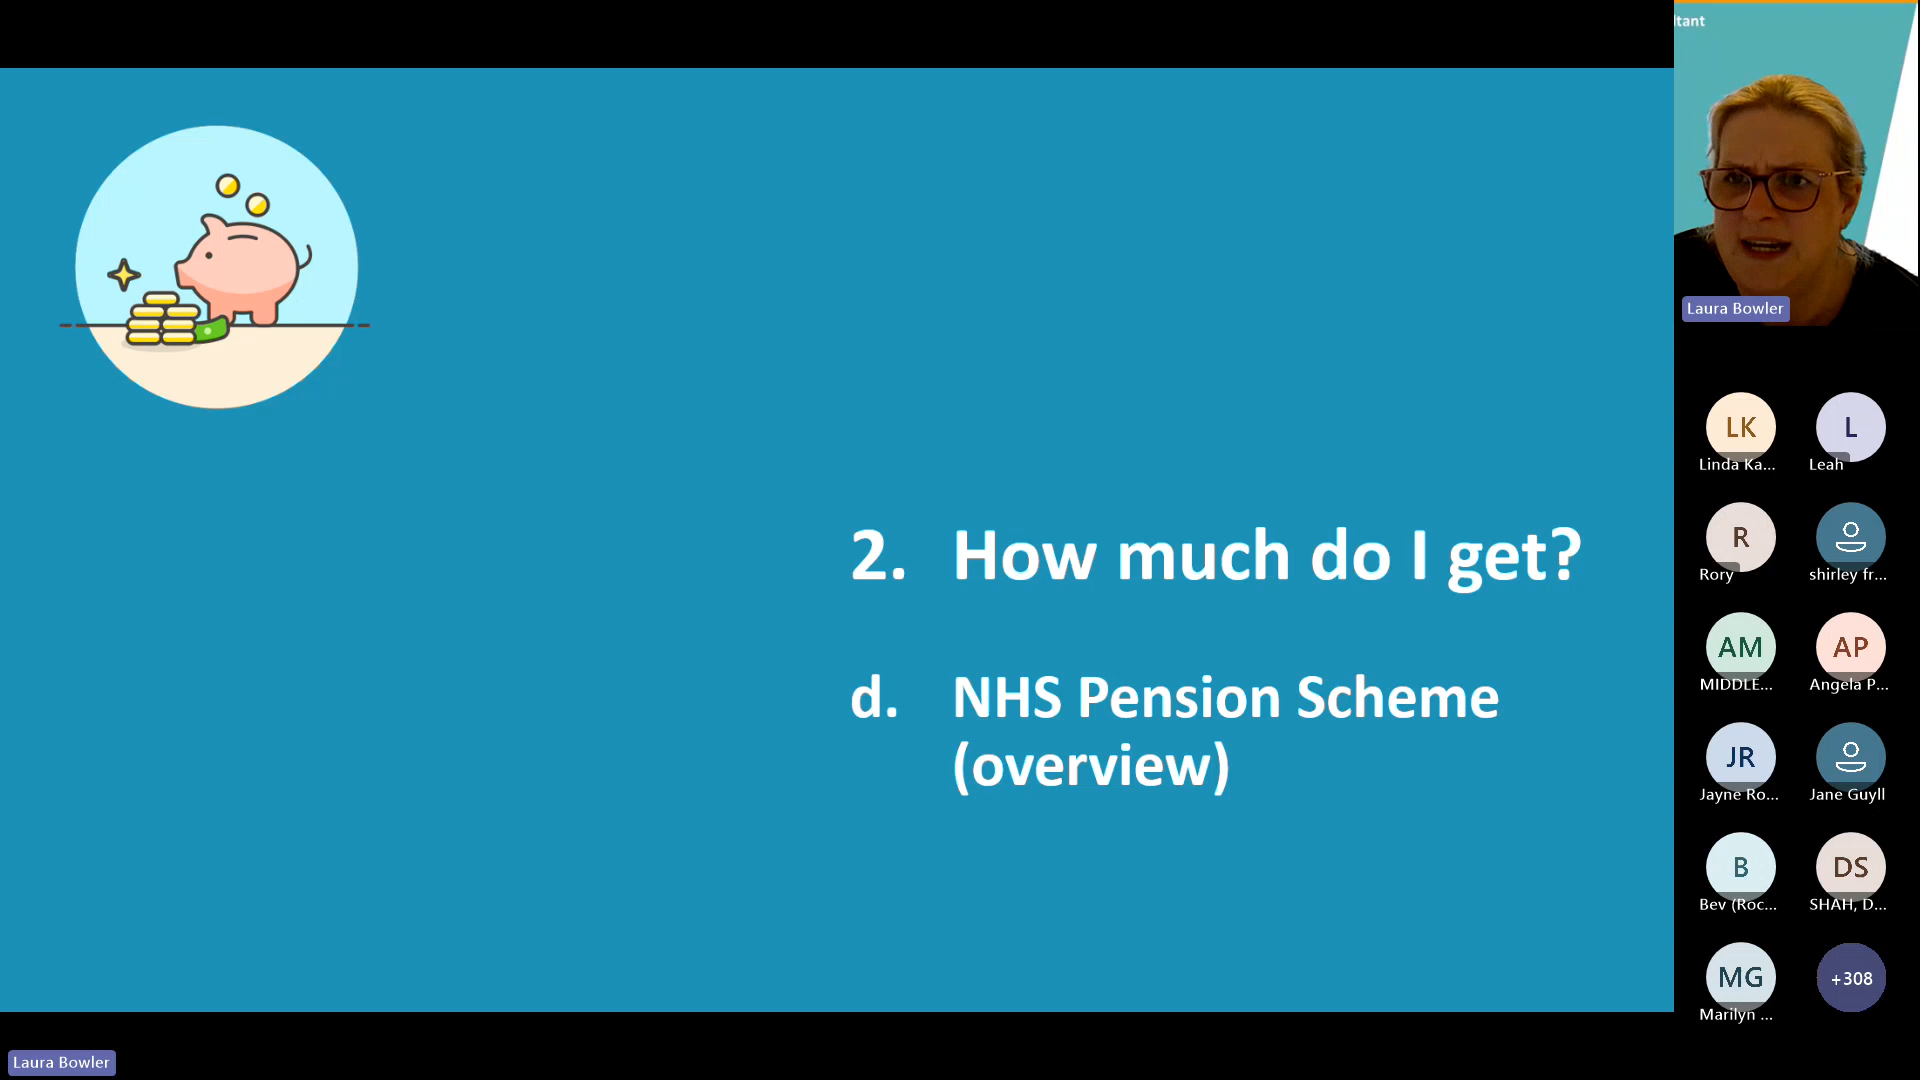 2. How much do I get?
d. NHS Pension Scheme
(overview)
ltant
Laura Bowler
LK
Linda Ka...
L
Leah
R
Rory
shirley fr...
AM
MIDDLE...
AP
Angela P...
JR
Jayne Ro...
Jane Guyll
B
Bev (Roc...
DS
SHAH, D...
MG
Marilyn ...
+308
Laura Bowler